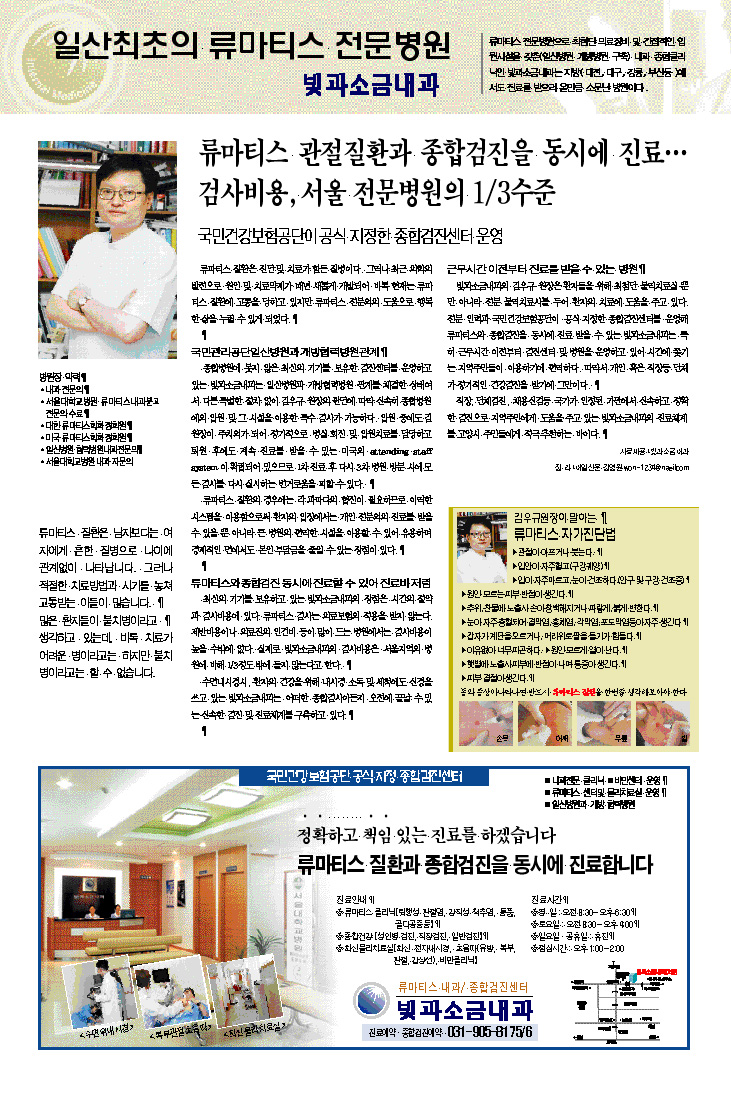 일산최초의 류마티스 전문병원
빛과소금내과
류마티스 전문병원으로 최첨단 의료장비 및 간접적인 입
원시설을 갖춘(일산병원 개방병원 구축) 내과 종합클리
닉인 빛과소금내과는 지방( 대전, 대구, 강릉, 부산등 )에
서도 진료를 받으러 올만큼 소문난 병원이다.
류마티스 관절질환과 종합검진을 동시에 진료…
검사비용, 서울 전문병원의 1/3수준
국민건강보험공단이 공식 지정한 종합검진센터 운영
병원장 약력¶
• 내과 전문의¶
• 서울대학교병원 류마티스 내과분교
전문의 수료¶
• 대한 류마티스학회 정회원¶
• 미국 류마티스학회 정회원¶
• 일산병원 협력병원내과전문의¶
• 서울대학교병원 내과 자문의
류마티스 질환은 남자보다는 여
자에게 흔한 질병으로 나이에
관계없이 나타납니다. 그러나
적절한 치료방법과 시기를 놓쳐
고통받는 이들이 많습니다. ¶
많은 환자들이 불치병이라고 ¶
생각하고 있는데, 비록 치료가
어려운 병이라고는 하지만 불치
병이라고는 할 수 없습니다.
류마티스 질환은 진단 및 치료가 힘든 질병이다. 그러나 최근 의학의
발전으로 원인 및 치료약제가 매번 새롭게 개발되어 비록 현재는 류마
티스 질환에 고통을 당하고 있지만 류마티스 전문의의 도움으로 행복
한 삶을 누릴 수 있게 되었다. ¶
¶
국민관리공단일산병원과 개방협력병원관계¶
종합병원에 못지 않은 최신의 기기를 보유한 검진센터를 운영하고
있는 빛과소금내과는 일산병원과 개방협력병원 관계를 체결한 상태여
서 다른 특별한 절차 없이 김우규 원장의 판단에 따라 신속히 종합병원
에의 입원 및 그 시설을 이용한 특수 검사가 가능하다. 입원 중에도 김
원장이 주치의가 되어 정기적으로 병실 회진 및 입원치료를 담당하고
퇴원 후에도 계속 진료를 받을 수 있는 미국의 attending staff
system 이 확립되어 있으므로 1차 진료 후 다시 3차 병원 방문 시에 모
든 검사를 다시 실시하는 번거로움을 피할 수 있다. ¶
류마티스 질환의 경우에는 각 과마다의 협진이 필요하므로 이러한
시스템을 이용함으로써 환자의 입장에서는 개인 전문의의 진료를 받을
수 있을 뿐 아니라 큰 병원의 편리한 시설을 이용할 수 있어 유용하며
경제적인 면에서도 본인 부담금을 줄일 수 있는 장점이 있다. ¶
¶
류마티스와 종합검진 동시에 진료할 수 있어 진료비 저렴
최신의 기기를 보유하고 있는 빛과소금내과의 장점은 시간의 절약
과 검사비용에 있다. 류마티스 검사는 의료보험의 적용을 받지 않는다.
제반비용이나 의료진의 인건비 등이 많이 드는 병원에서는 검사비용이
높을 수밖에 없다. 실제로 빛과소금내과의 검사비용은 서울지역의 병
원에 비해 1/3정도 밖에 들지 않는다고 한다. ¶
수면내시경시, 환자의 건강을 위해 내시경 소독 및 세척에도 신경을
쓰고 있는 빛과소금내과는 어떠한 종합검사이든지 오전에 끝날 수 있
는 신속한 검진 및 진료체계를 구축하고 있다. ¶
¶
근무시간 이전부터 진료를 받을 수 있는 병원¶
빛과소금내과의 김우규 원장은 환자들을 위해 최첨단 물리치료실 뿐
만 아니라 전문 물리치료사를 두어 환자의 치료에 도움을 주고 있다.
전문 인력과 국민건강보험공단이 공식 지정한 종합검진센터를 운영해
류마티스와 종합검진을 동시에 진료 받을 수 있는 빛과소금내과는 특
히 근무시간 이전부터 검진센터 및 병원을 운영하고 있어 시간에 쫓기
는 지역주민들이 이용하기에 편리하다. 따라서 개인 혹은 직장등 단체
가 정기적인 건강검진을 받기에 그만이다. ¶
직장, 단체검진, 채용신검등 국가가 인정된 기관에서 신속하고 정확
한 검진으로 지역주민에게 도움을 주고 있는 빛과소금내과의 진료체계
를 고양시 주민들에게 적극 추천하는 바이다. ¶
김우규원장이 말하는 ¶
류마티스 자가진단법
▶관절이 아프거나 붓는다. ¶
▶입안이 자주헐고(구강궤양)¶
▶입이 자주마르고, 눈이 건조하다.(안구 및 구강 건조증)¶
▶원인 모르는 피부 반점이 생긴다. ¶
▶추위, 찬물에 노출시 손이 창백해지거나 파랗게, 붉게 변한다. ¶
▶눈이 자주 충혈되어 결막염, 홍채염, 각막염, 포도막염등이 자주 생긴다¶
▶갑자기 계단을 오르거나, 머리위로 팔을 들기가 힘들다. ¶
▶이유없이 너무 피곤하다. ▶원인모르게 열이 난다. ¶
▶햇빛에 노출시 피부에 반점이 나며 통증이 생긴다. ¶
▶피부 결절이 생긴다. ¶
등의 증상이 나타나면 반드시 류마티스 질환을 한번쯤 생각해보아야 한다
손목
어깨
무릎
발
국민건강보험공단 공식 지정 종합검진센터
■ 내과전문 클리닉 ■ 비만센터 운영¶
■ 류마티스 센터 및 물리치료실 운영¶
■ 일산병원과 개방 협력병원
정확하고 책임 있는 진료를 하겠습니다
류마티스 질환과 종합검진을 동시에 진료합니다
진료안내¶
❖류마티스 클리닉[퇴행성 관절염, 강직성 척추염, 통풍,
골다공증등]¶
❖종합건강 [성인병 검진, 직장검진, 일반검진]¶
❖최신물리치료실[최신 전자내시경, 초음파(유방, 복부,
관절, 갑상선), 비만클리닉]
진료시간¶
❖평 일 : 오전 8:30~ 오후 6:30¶
❖토요일 : 오전 8:30~ 오후 4:00¶
❖일요일 · 공휴일 : 휴진¶
❖점심시간 : 오후 1:00~2:00
<수면위내시경>
<복부관절초음파>
<최신물리치료실>
류마티스 내과/ 종합검진센터
빛과소금내과
진료예약 · 종합검진예약 031-905-8175/6